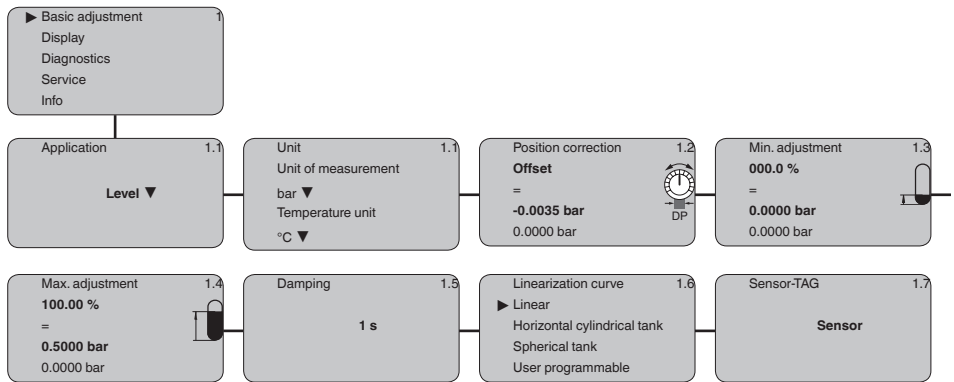 ▶ Basic adjustment 1
Display
Diagnostics
Service
Info
Application 1.1
Level ▼
Unit 1.1
Unit of measurement
bar ▼
Temperature unit
°C ▼
Position correction 1.2
Offset
=
-0.0035 bar
0.0000 bar
DP
Min. adjustment 1.3
000.0 %
=
0.0000 bar
0.0000 bar
Max. adjustment 1.4
100.00 %
=
0.5000 bar
0.0000 bar
Damping 1.5
1 s
Linearization curve 1.6
▶ Linear
Horizontal cylindrical tank
Spherical tank
User programmable
Sensor-TAG 1.7
Sensor